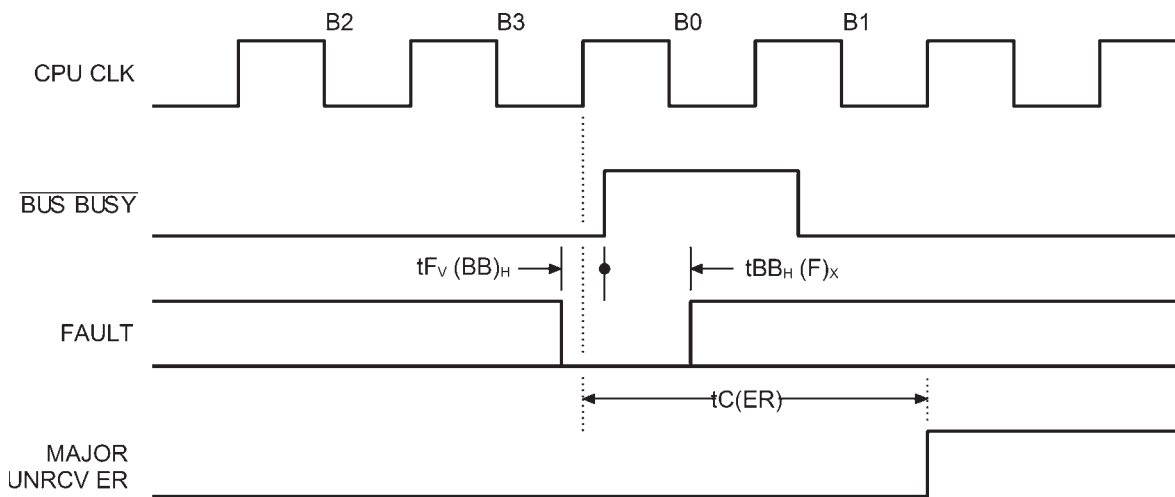 B2 B3 B0 B1
CPU CLK
BUS BUSY
tFV (BB)H
tBBH (F)X
FAULT
tC(ER)
MAJOR
UNRCV ER